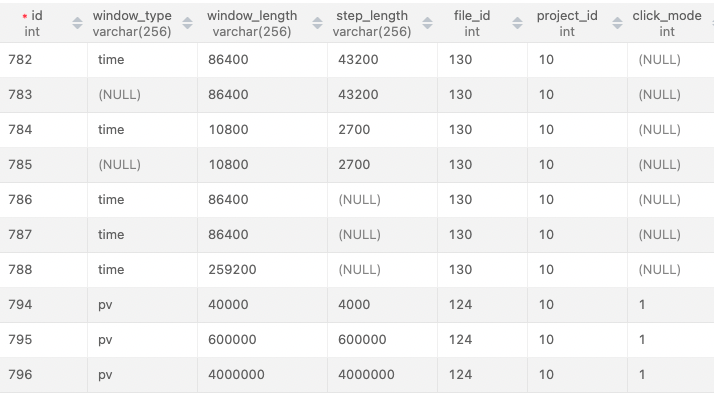 * id window_type window_length step_length file_id project_id click_mode
int varchar(256) varchar(256) varchar(256) int int int
782 time 86400 43200 130 10 (NULL)
783 (NULL) 86400 43200 130 10 (NULL)
784 time 10800 2700 130 10 (NULL)
785 (NULL) 10800 2700 130 10 (NULL)
786 time 86400 (NULL) 130 10 (NULL)
787 time 86400 (NULL) 130 10 (NULL)
788 time 259200 (NULL) 130 10 (NULL)
794 pv 40000 4000 124 10 1
795 pv 600000 600000 124 10 1
796 pv 4000000 4000000 124 10 1